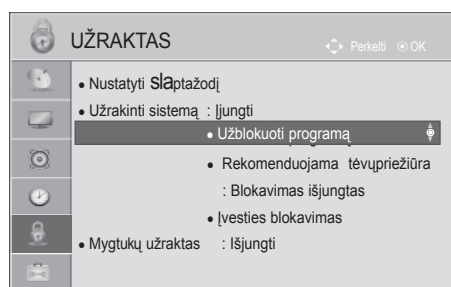 UŽRAKTAS
Perkelti OK
• Nustatyti slaptažodį
• Užrakinti sistemą : Įjungti
• Užblokuoti programą
• Rekomenduojama tėvųpriežiūra
: Blokavimas išjungtas
• Įvesties blokavimas
• Mygtukų užraktas : Išjungti